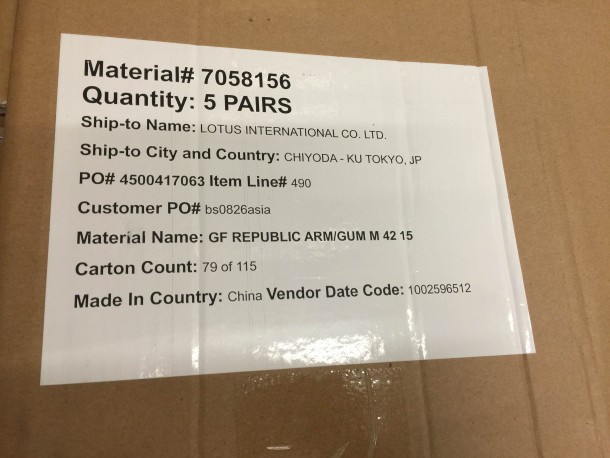 Material# 7058156
Quantity: 5 PAIRS
Ship-to Name: LOTUS INTERNATIONAL CO. LTD.
Ship-to City and Country: CHIYODA - KU TOKYO, JP
PO# 4500417063 Item Line# 490
Customer PO# bs0826asia
Material Name: GF REPUBLIC ARM/GUM M 42 15
Carton Count: 79 of 115
Made In Country: China Vendor Date Code: 1002596512